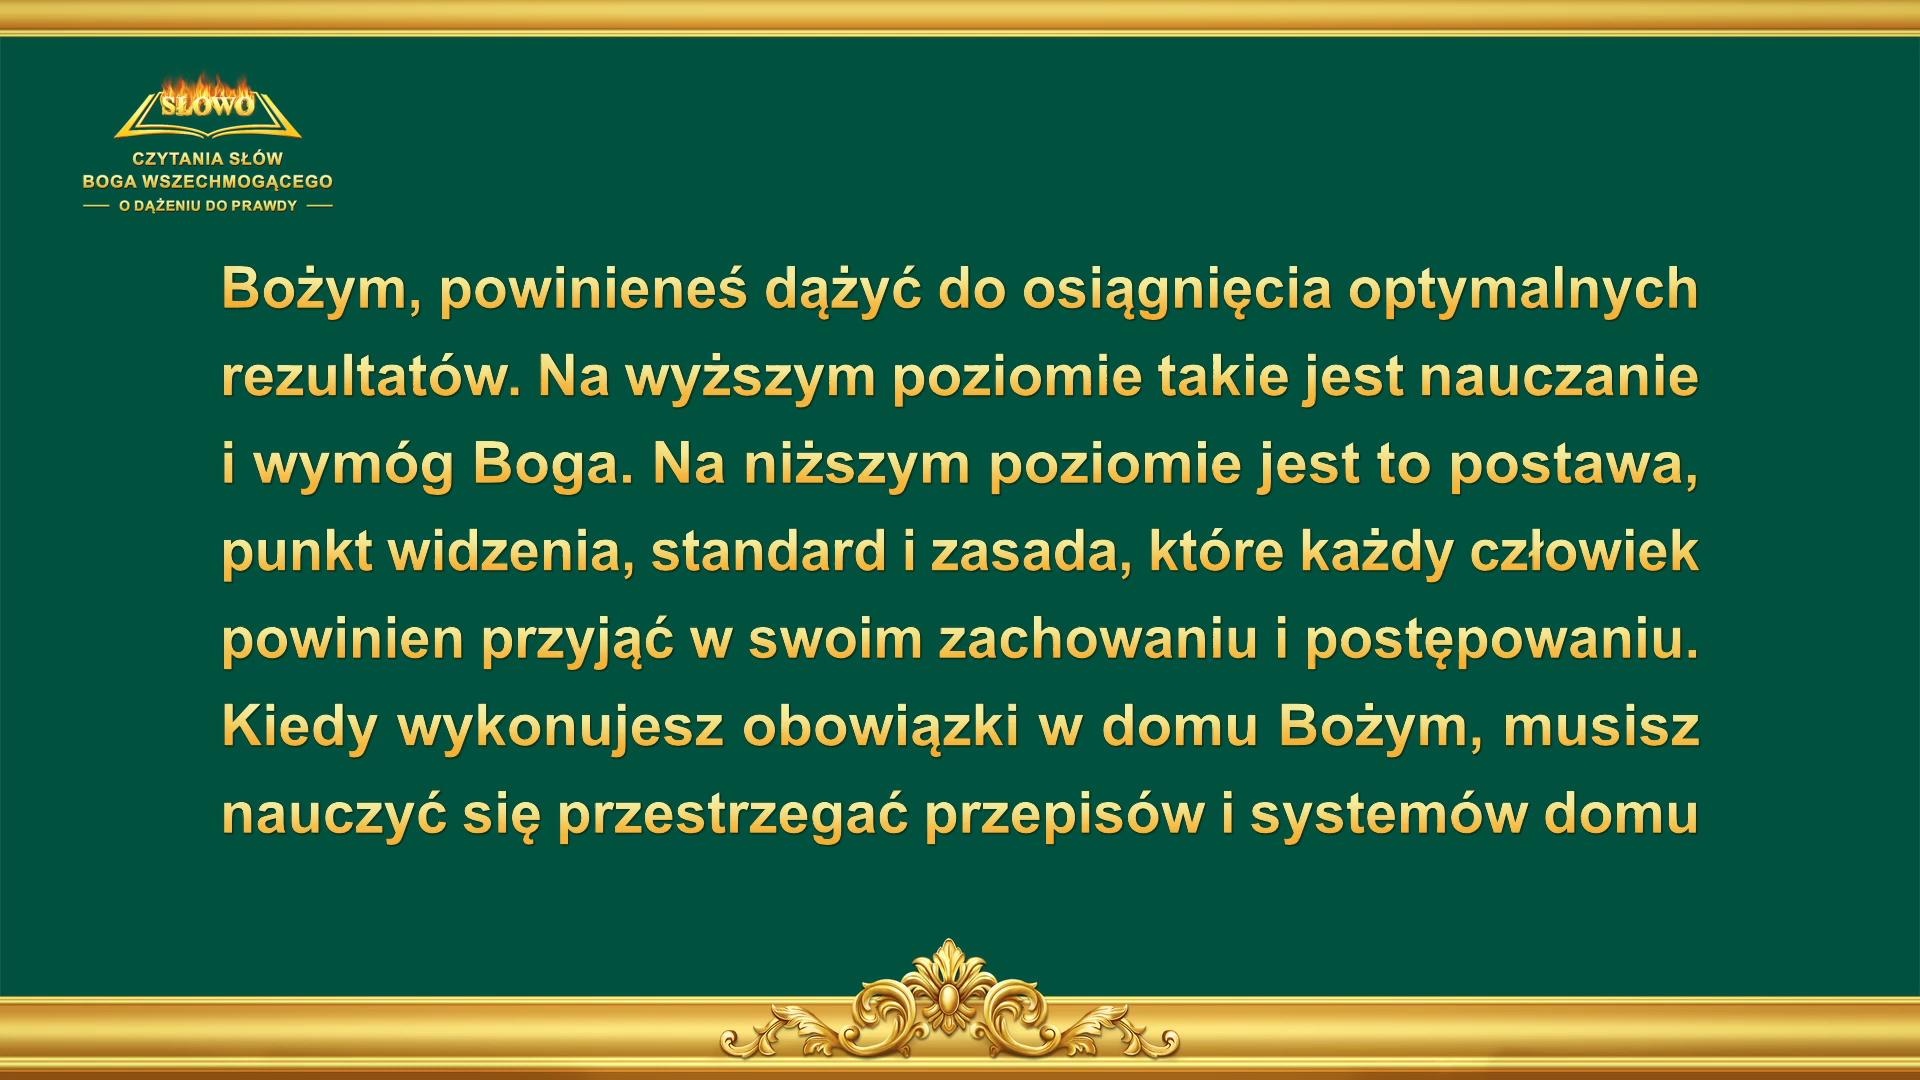 SŁOWO
CZYTANIA SŁÓW
BOGA WSZECHMOGĄCEGO
O DĄŻENIU DO PRAWDY
Bożym, powinieneś dążyć do osiągnięcia optymalnych
rezultatów. Na wyższym poziomie takie jest nauczanie
i wymóg Boga. Na niższym poziomie jest to postawa,
punkt widzenia, standard i zasada, które każdy człowiek
powinien przyjąć w swoim zachowaniu i postępowaniu.
Kiedy wykonujesz obowiązki w domu Bożym, musisz
nauczyć się przestrzegać przepisów i systemów domu